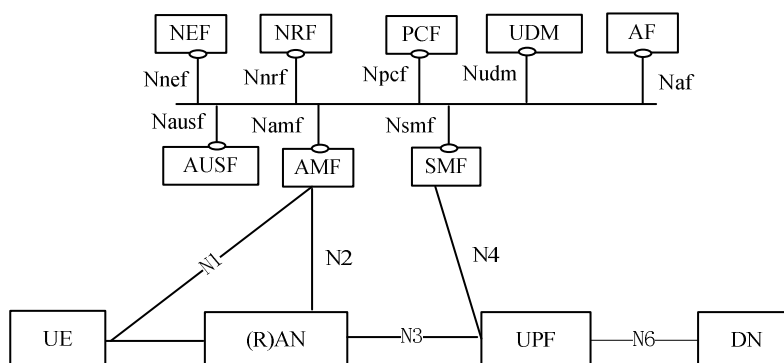 NEF NRF PCF UDM AF
Nnef Nnrf Npcf Nudm Naf
Nausf Namf Nsmf
AUSF AMF SMF
N1 N2 N4
UE (R)AN N3 UPF N6 DN